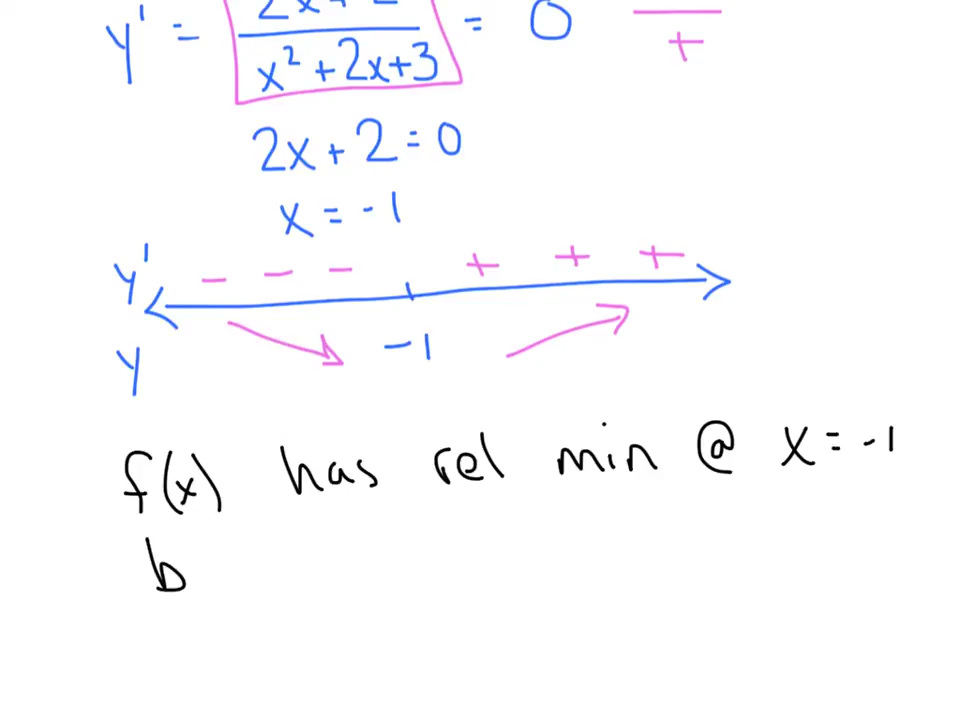 y' = 2x + 2 / x² + 2x + 3 = 0 +
2x + 2 = 0
x = -1
y' - - - + + +
-1
y
f(x) has rel min @ x = -1
b